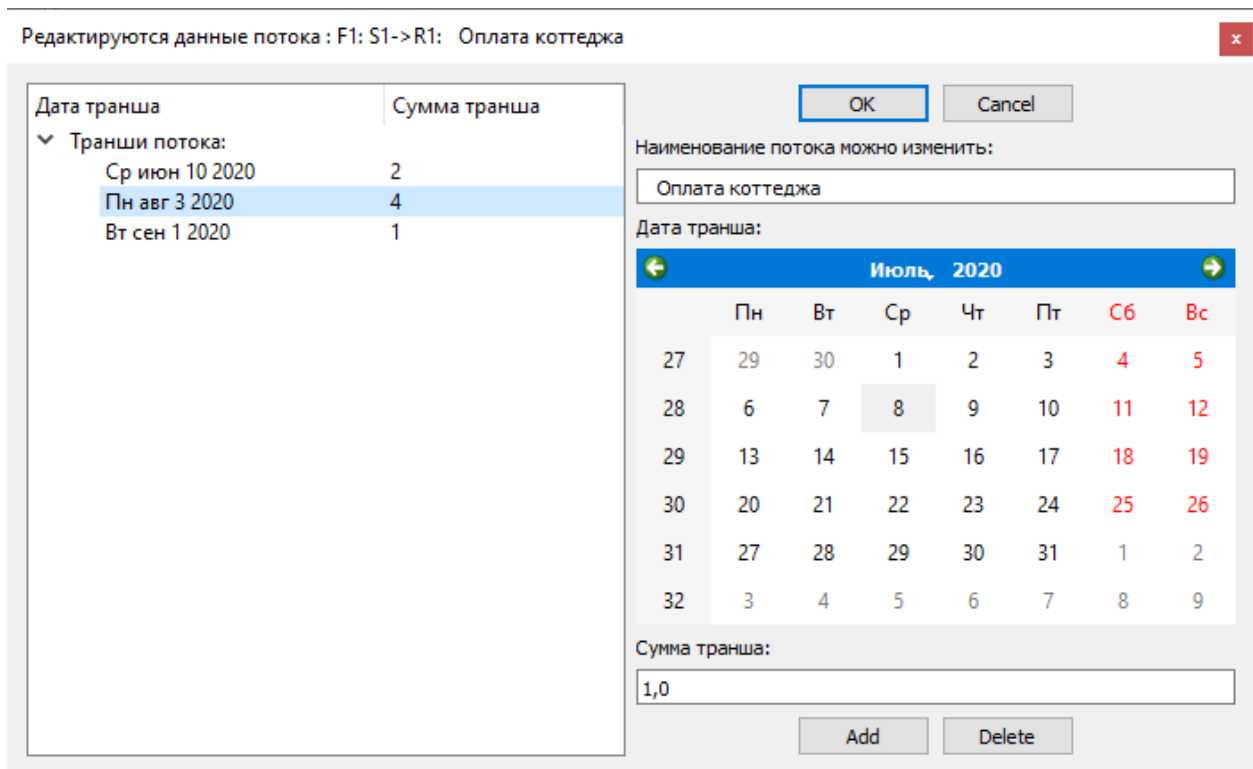 Редактируются данные потока : F1: S1->R1:   Оплата коттеджа
x
Дата транша Сумма транша
Транши потока:
Ср июн 10 2020 2
Пн авг 3 2020 4
Вт сен 1 2020 1
OK Cancel
Наименование потока можно изменить:
Оплата коттеджа
Дата транша:
Июль, 2020
Пн Вт Ср Чт Пт Сб Вс
27 29 30 1 2 3 4 5
28 6 7 8 9 10 11 12
29 13 14 15 16 17 18 19
30 20 21 22 23 24 25 26
31 27 28 29 30 31 1 2
32 3 4 5 6 7 8 9
Сумма транша:
1,0
Add Delete